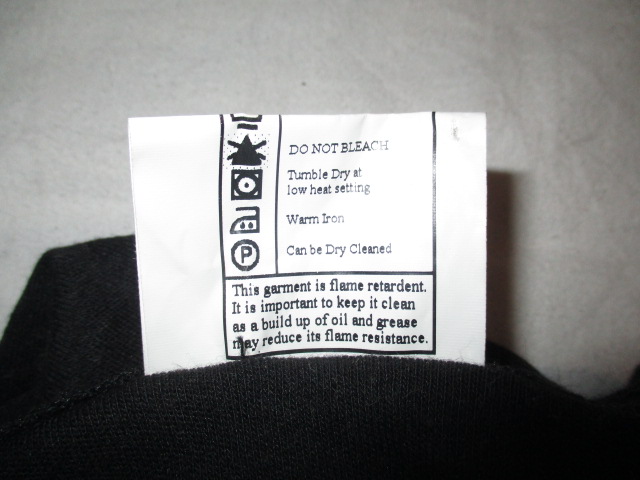 DO NOT BLEACH
Tumble Dry at
low heat setting
Warm Iron
P
Can be Dry Cleaned
This garment is flame retardent.
It is important to keep it clean
as a build up of oil and grease
may reduce its flame resistance.